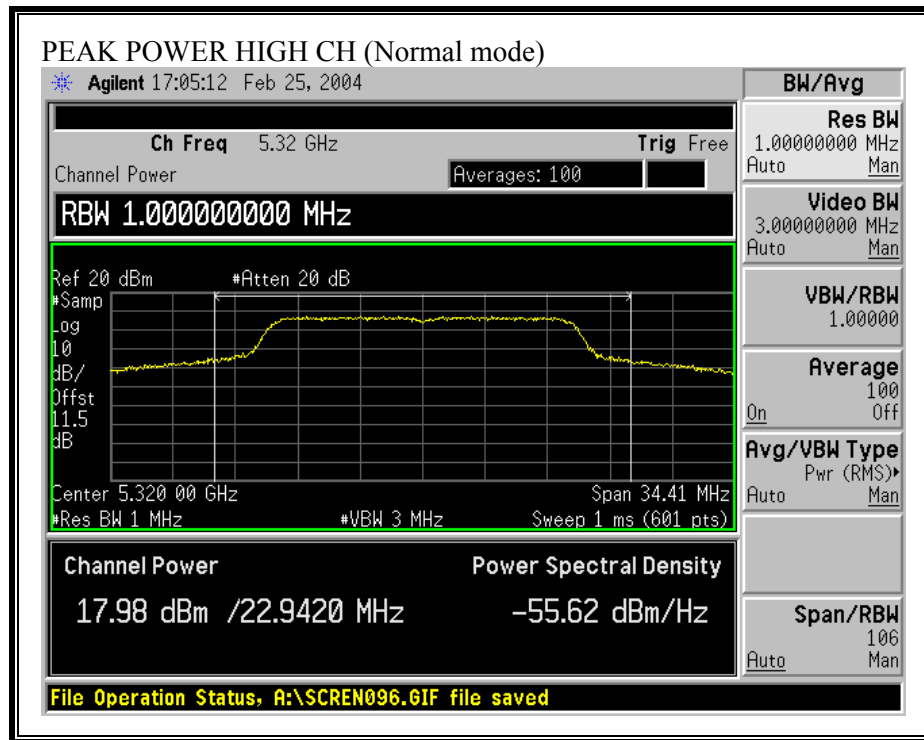 PEAK POWER HIGH CH (Normal mode)
Agilent 17:05:12 Feb 25, 2004
BW/Avg
Ch Freq 5.32 GHz Trig Free
Channel Power Averages: 100
RBW 1.000000000 MHz
Ref 20 dBm #Atten 20 dB
#Samp
Log
10
dB/
Offst
11.5
dB
Center 5.320 00 GHz Span 34.41 MHz
#Res BW 1 MHz #VBW 3 MHz Sweep 1 ms (601 pts)
Channel Power Power Spectral Density
17.98 dBm /22.9420 MHz -55.62 dBm/Hz
File Operation Status, A:\SCREN096.GIF file saved
Res BW
1.00000000 MHz
Auto Man
Video BW
3.00000000 MHz
Auto Man
VBW/RBW
1.00000
Average
100
On Off
Avg/VBW Type
Pwr (RMS)▸
Auto Man
Span/RBW
106
Auto Man